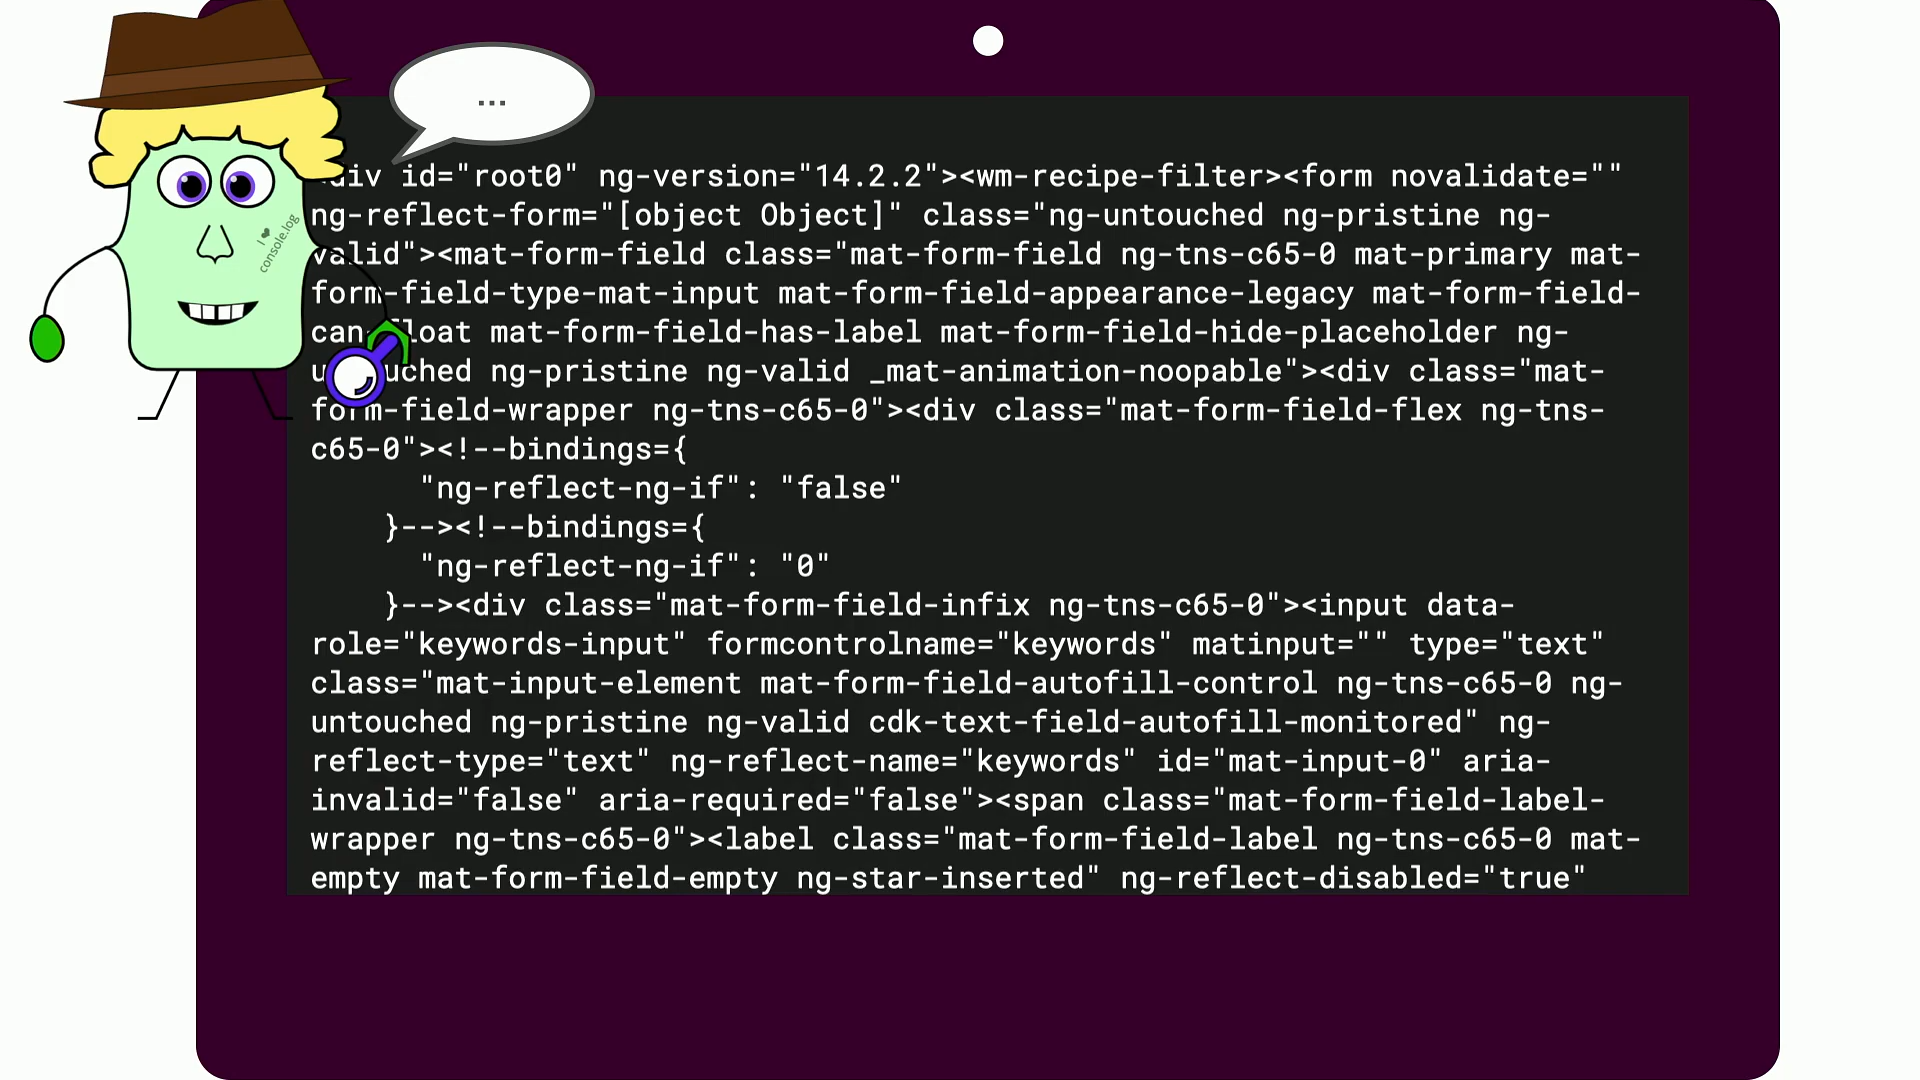 ...
I ❤
console.log
div id="root0" ng-version="14.2.2"><wm-recipe-filter><form novalidate=""
ng-reflect-form="[object Object]" class="ng-untouched ng-pristine ng-
valid"><mat-form-field class="mat-form-field ng-tns-c65-0 mat-primary mat-
form-field-type-mat-input mat-form-field-appearance-legacy mat-form-field-
can-float mat-form-field-has-label mat-form-field-hide-placeholder ng-
untouched ng-pristine ng-valid _mat-animation-noopable"><div class="mat-
form-field-wrapper ng-tns-c65-0"><div class="mat-form-field-flex ng-tns-
c65-0"><!--bindings={
"ng-reflect-ng-if": "false"
}--><!--bindings={
"ng-reflect-ng-if": "0"
}--><div class="mat-form-field-infix ng-tns-c65-0"><input data-
role="keywords-input" formcontrolname="keywords" matinput="" type="text"
class="mat-input-element mat-form-field-autofill-control ng-tns-c65-0 ng-
untouched ng-pristine ng-valid cdk-text-field-autofill-monitored" ng-
reflect-type="text" ng-reflect-name="keywords" id="mat-input-0" aria-
invalid="false" aria-required="false"><span class="mat-form-field-label-
wrapper ng-tns-c65-0"><label class="mat-form-field-label ng-tns-c65-0 mat-
empty mat-form-field-empty ng-star-inserted" ng-reflect-disabled="true"